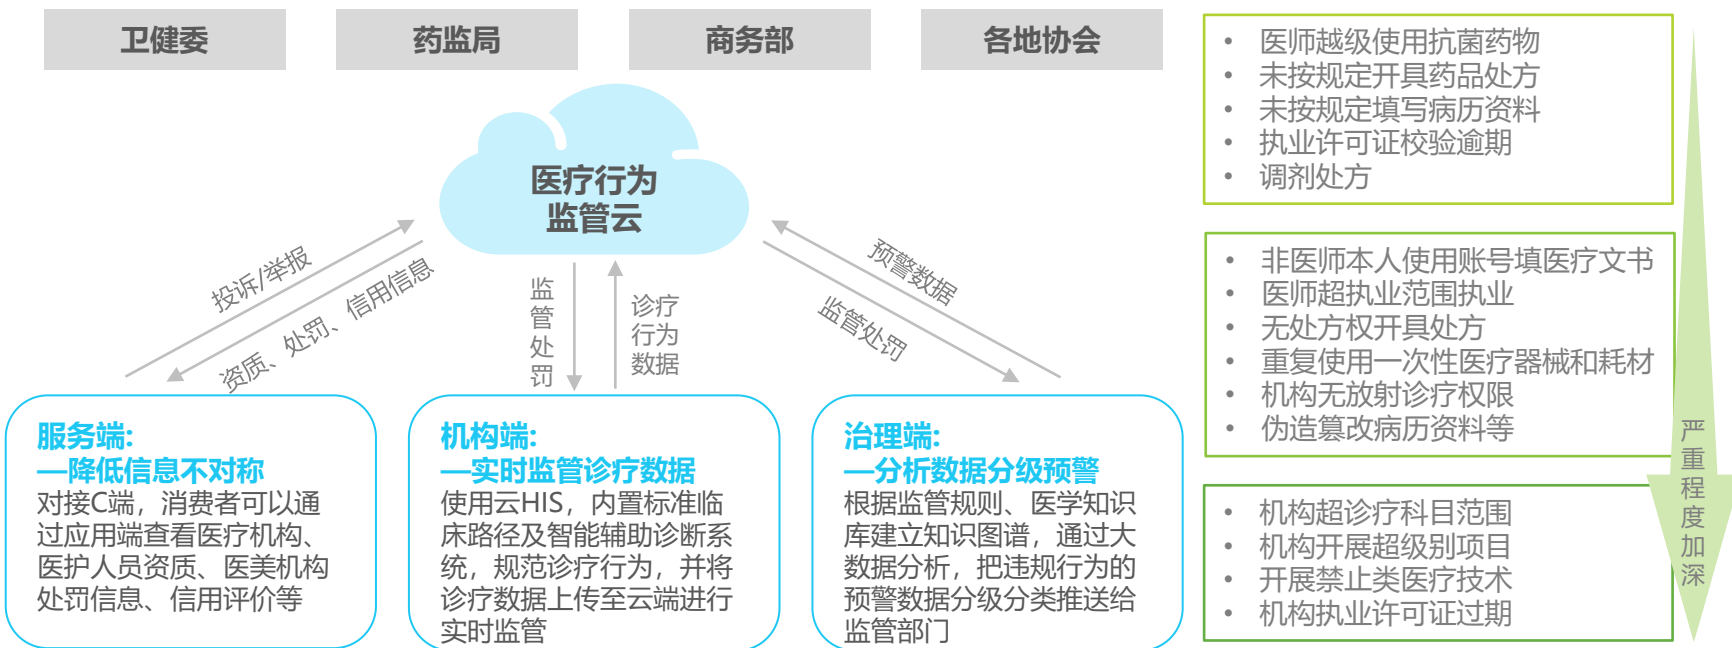 卫健委
药监局
商务部
各地协会
医疗行为
监管云
投诉/举报
资质、处罚、信用信息
监
管
处
罚
诊疗
行为
数据
预警数据
监管处罚
服务端:
—降低信息不对称
对接C端，消费者可以通
过应用端查看医疗机构、
医护人员资质、医美机构
处罚信息、信用评价等
机构端:
—实时监管诊疗数据
使用云HIS，内置标准临
床路径及智能辅助诊断系
统，规范诊疗行为，并将
诊疗数据上传至云端进行
实时监管
治理端:
—分析数据分级预警
根据监管规则、医学知识
库建立知识图谱，通过大
数据分析，把违规行为的
预警数据分级分类推送给
监管部门
• 医师越级使用抗菌药物
• 未按规定开具药品处方
• 未按规定填写病历资料
• 执业许可证校验逾期
• 调剂处方
• 非医师本人使用账号填医疗文书
• 医师超执业范围执业
• 无处方权开具处方
• 重复使用一次性医疗器械和耗材
• 机构无放射诊疗权限
• 伪造篡改病历资料等
• 机构超诊疗科目范围
• 机构开展超级别项目
• 开展禁止类医疗技术
• 机构执业许可证过期
严
重
程
度
加
深